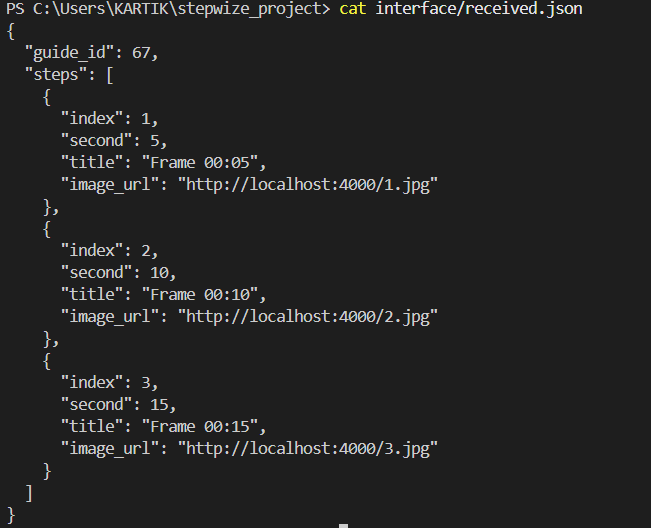 PS C:\Users\KARTIK\stepwize_project> cat interface/received.json
{
  "guide_id": 67,
  "steps": [
    {
      "index": 1,
      "second": 5,
      "title": "Frame 00:05",
      "image_url": "http://localhost:4000/1.jpg"
    },
    {
      "index": 2,
      "second": 10,
      "title": "Frame 00:10",
      "image_url": "http://localhost:4000/2.jpg"
    },
    {
      "index": 3,
      "second": 15,
      "title": "Frame 00:15",
      "image_url": "http://localhost:4000/3.jpg"
    }
  ]
}